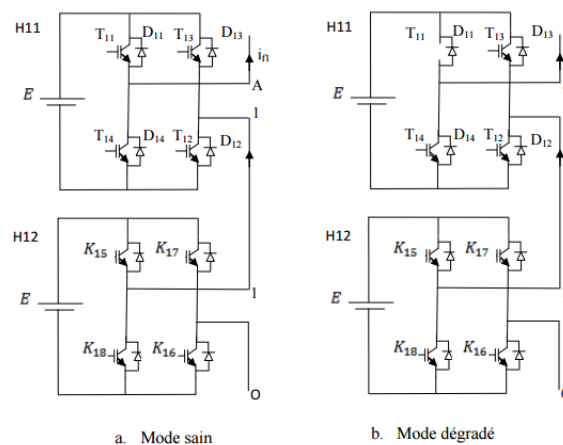 H11
T11 D11 T13 D13
if1
E
A
1
T14 D14 T12 D12
H12
K15 K17
E
1
K18 K16
O
a. Mode sain
H11
T11 D11 T13 D13
E
T14 D14 T12 D12
H12
K15 K17
E
K18 K16
b. Mode dégradé